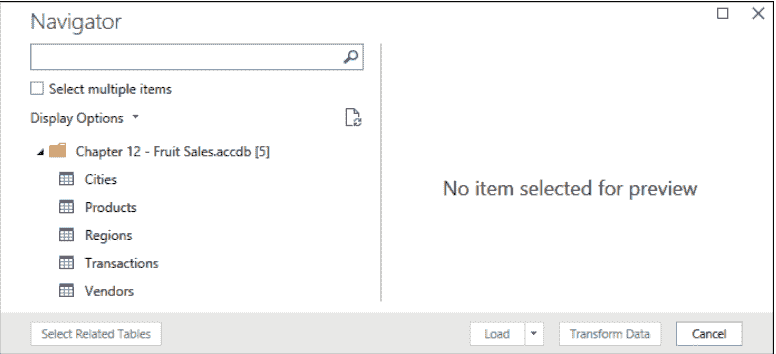 Navigator
Select multiple items
Display Options
Chapter 12 - Fruit Sales.accdb [5]
Cities
Products
Regions
Transactions
Vendors
No item selected for preview
Select Related Tables
Load
Transform Data
Cancel